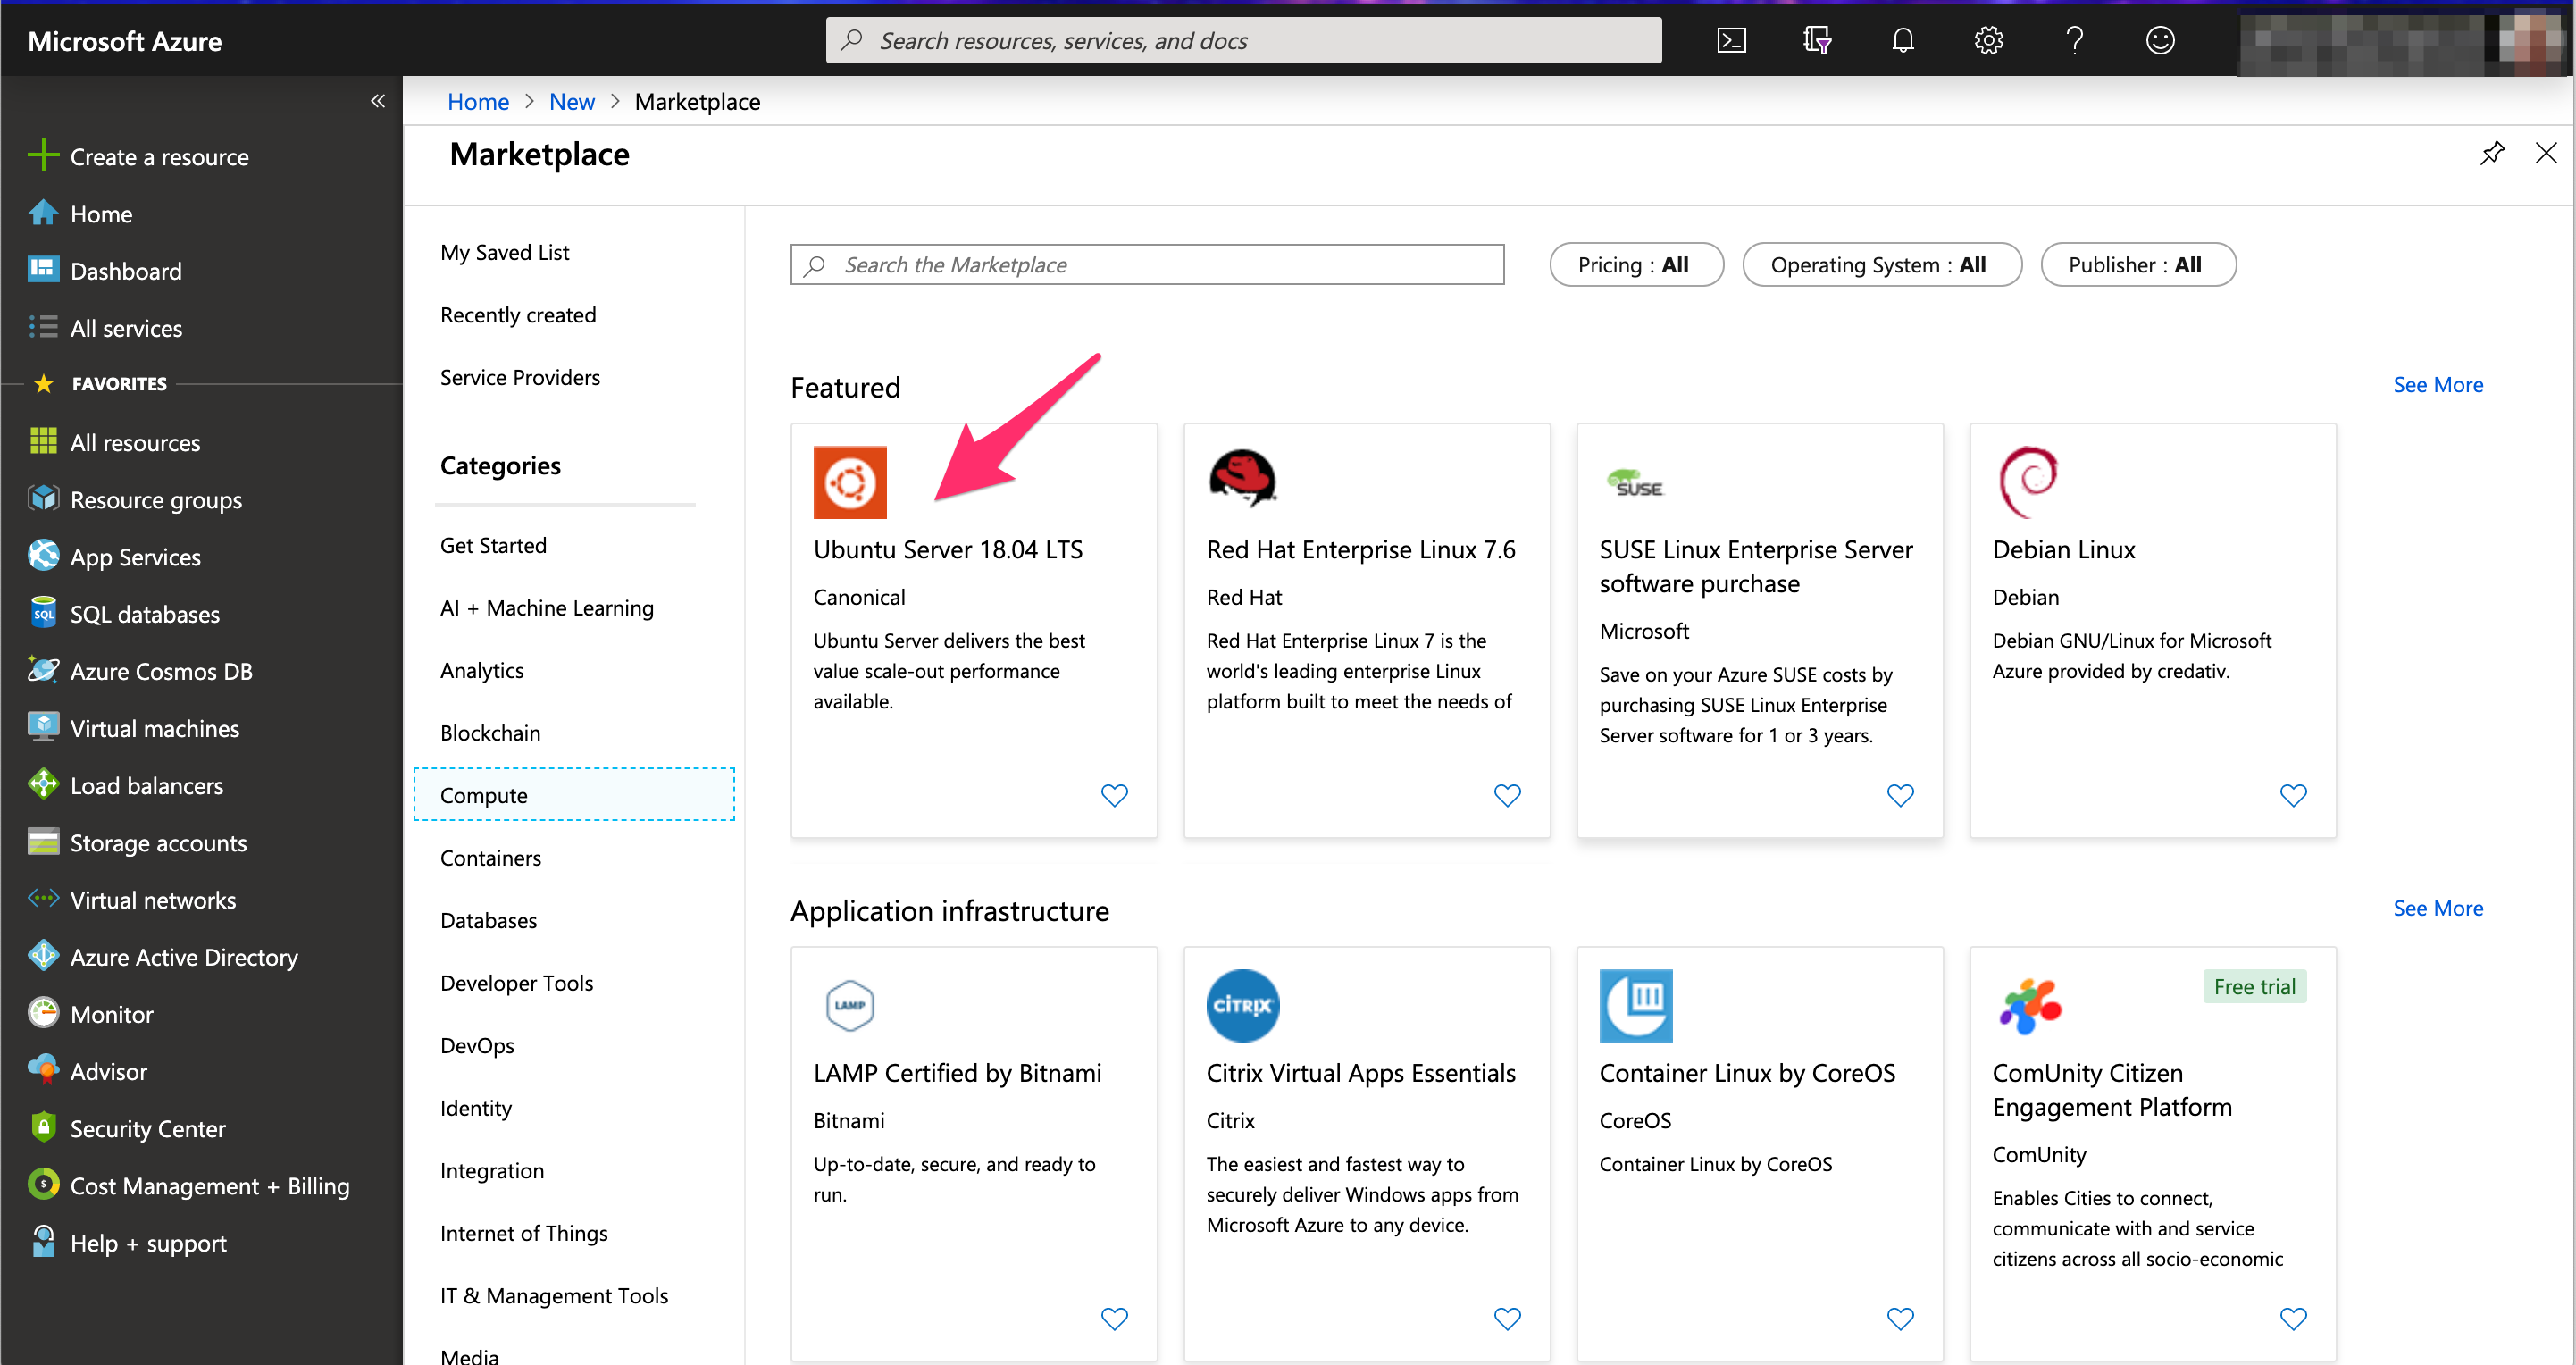 Microsoft Azure
Search resources, services, and docs
Home > New > Marketplace
Marketplace
Create a resource
Home
Dashboard
All services
FAVORITES
All resources
Resource groups
App Services
SQL
SQL databases
Azure Cosmos DB
Virtual machines
Load balancers
Storage accounts
Virtual networks
Azure Active Directory
Monitor
Advisor
Security Center
Cost Management + Billing
Help + support
My Saved List
Recently created
Service Providers
Categories
Get Started
AI + Machine Learning
Analytics
Blockchain
Compute
Containers
Databases
Developer Tools
DevOps
Identity
Integration
Internet of Things
IT & Management Tools
Media
Search the Marketplace
Pricing : All
Operating System : All
Publisher : All
Featured
See More
Ubuntu Server 18.04 LTS
Canonical
Ubuntu Server delivers the best
value scale-out performance
available.
Red Hat Enterprise Linux 7.6
Red Hat
Red Hat Enterprise Linux 7 is the
world's leading enterprise Linux
platform built to meet the needs of
SUSE
SUSE Linux Enterprise Server
software purchase
Microsoft
Save on your Azure SUSE costs by
purchasing SUSE Linux Enterprise
Server software for 1 or 3 years.
Debian Linux
Debian
Debian GNU/Linux for Microsoft
Azure provided by credativ.
Application infrastructure
See More
LAMP
LAMP Certified by Bitnami
Bitnami
Up-to-date, secure, and ready to
run.
CITRIX
Citrix Virtual Apps Essentials
Citrix
The easiest and fastest way to
securely deliver Windows apps from
Microsoft Azure to any device.
Container Linux by CoreOS
CoreOS
Container Linux by CoreOS
Free trial
ComUnity Citizen
Engagement Platform
ComUnity
Enables Cities to connect,
communicate with and service
citizens across all socio-economic